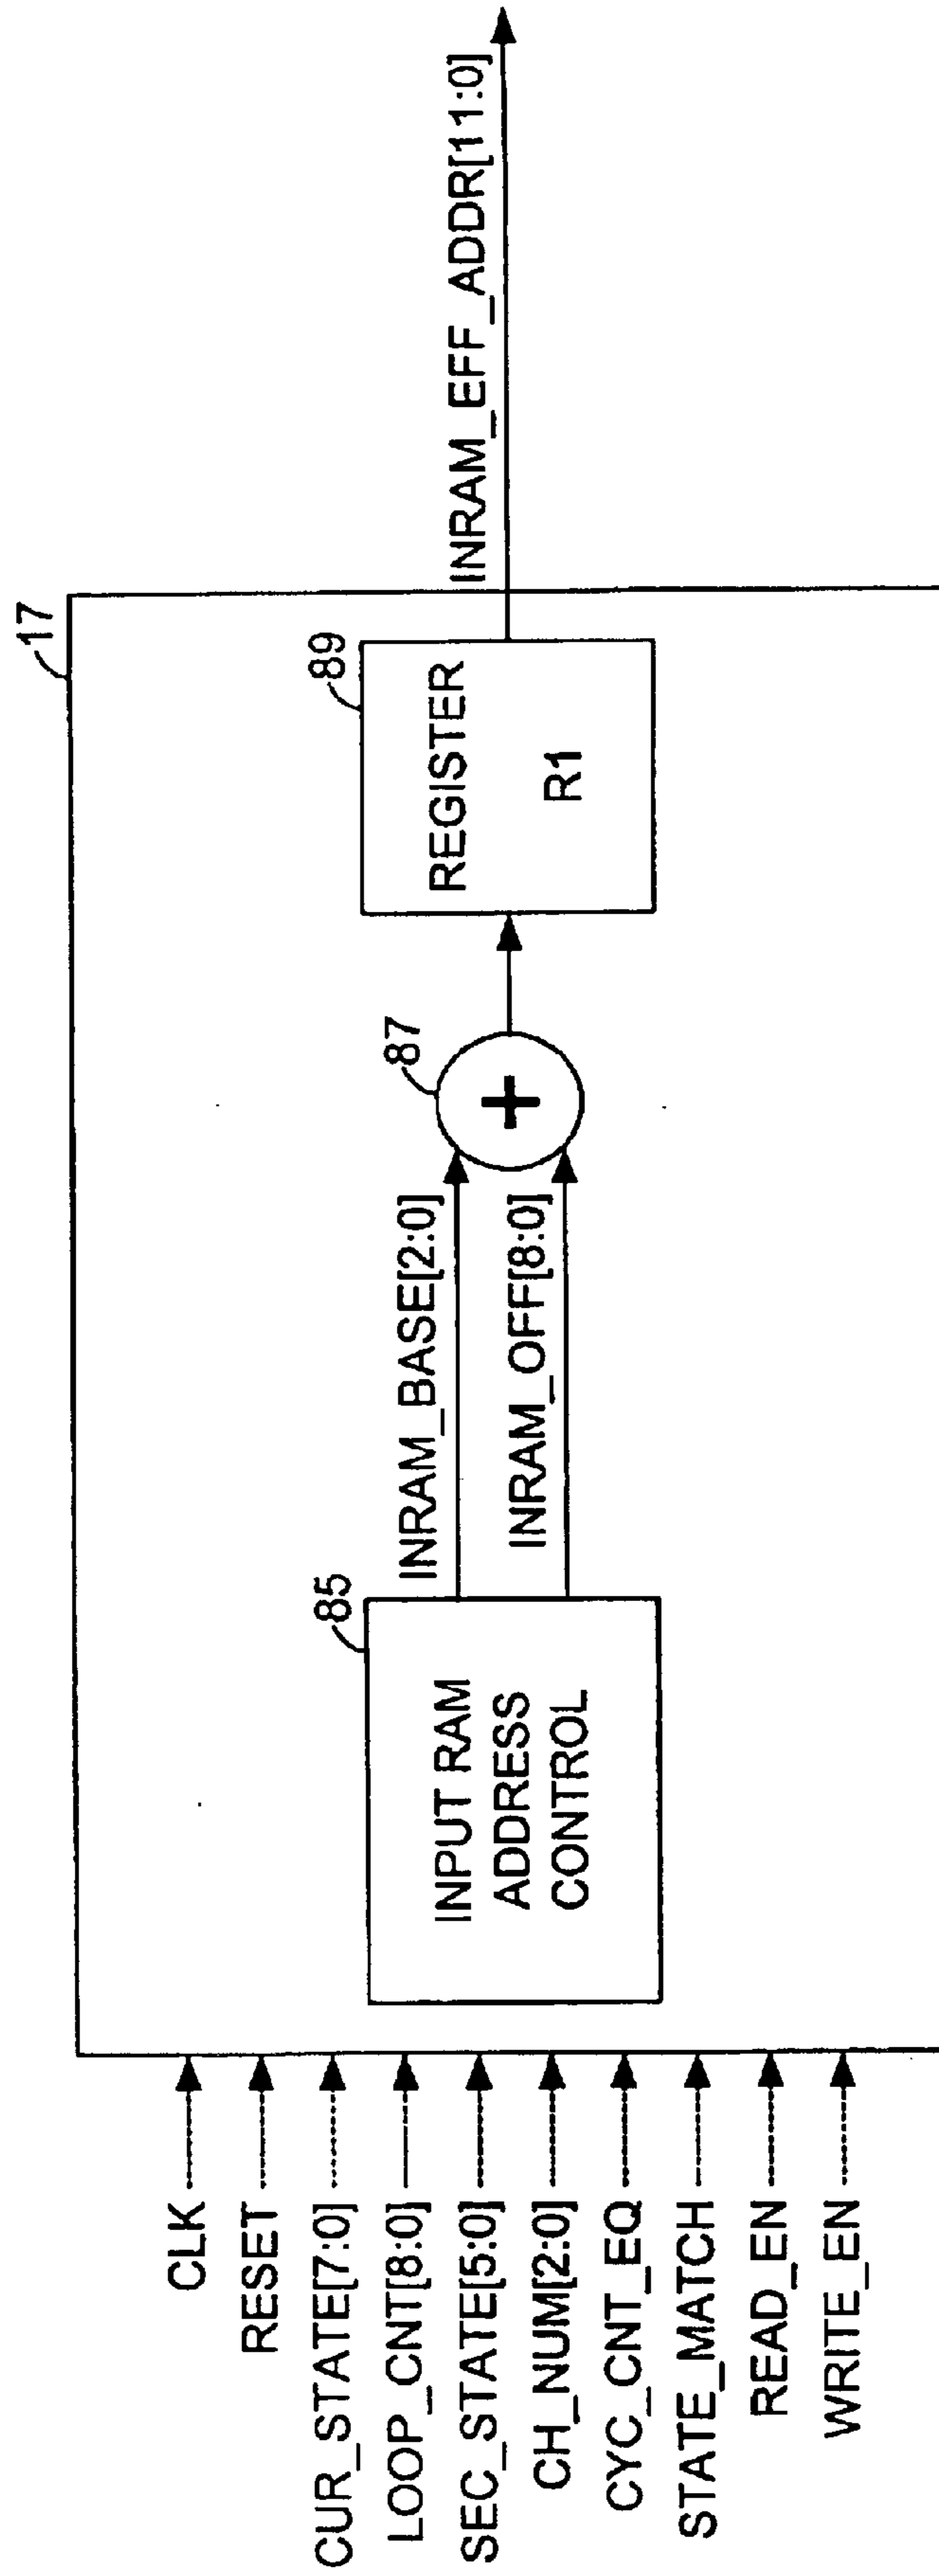 CLK
RESET
CUR_STATE[7:0]
LOOP_CNT[8:0]
SEC_STATE[5:0]
CH_NUM[2:0]
CYC_CNT_EQ
STATE_MATCH
READ_EN
WRITE_EN
17
85
INPUT RAM
ADDRESS
CONTROL
INRAM_BASE[2:0]
INRAM_OFF[8:0]
87
+
89
REGISTER
R1
INRAM_EFF_ADDR[11:0]